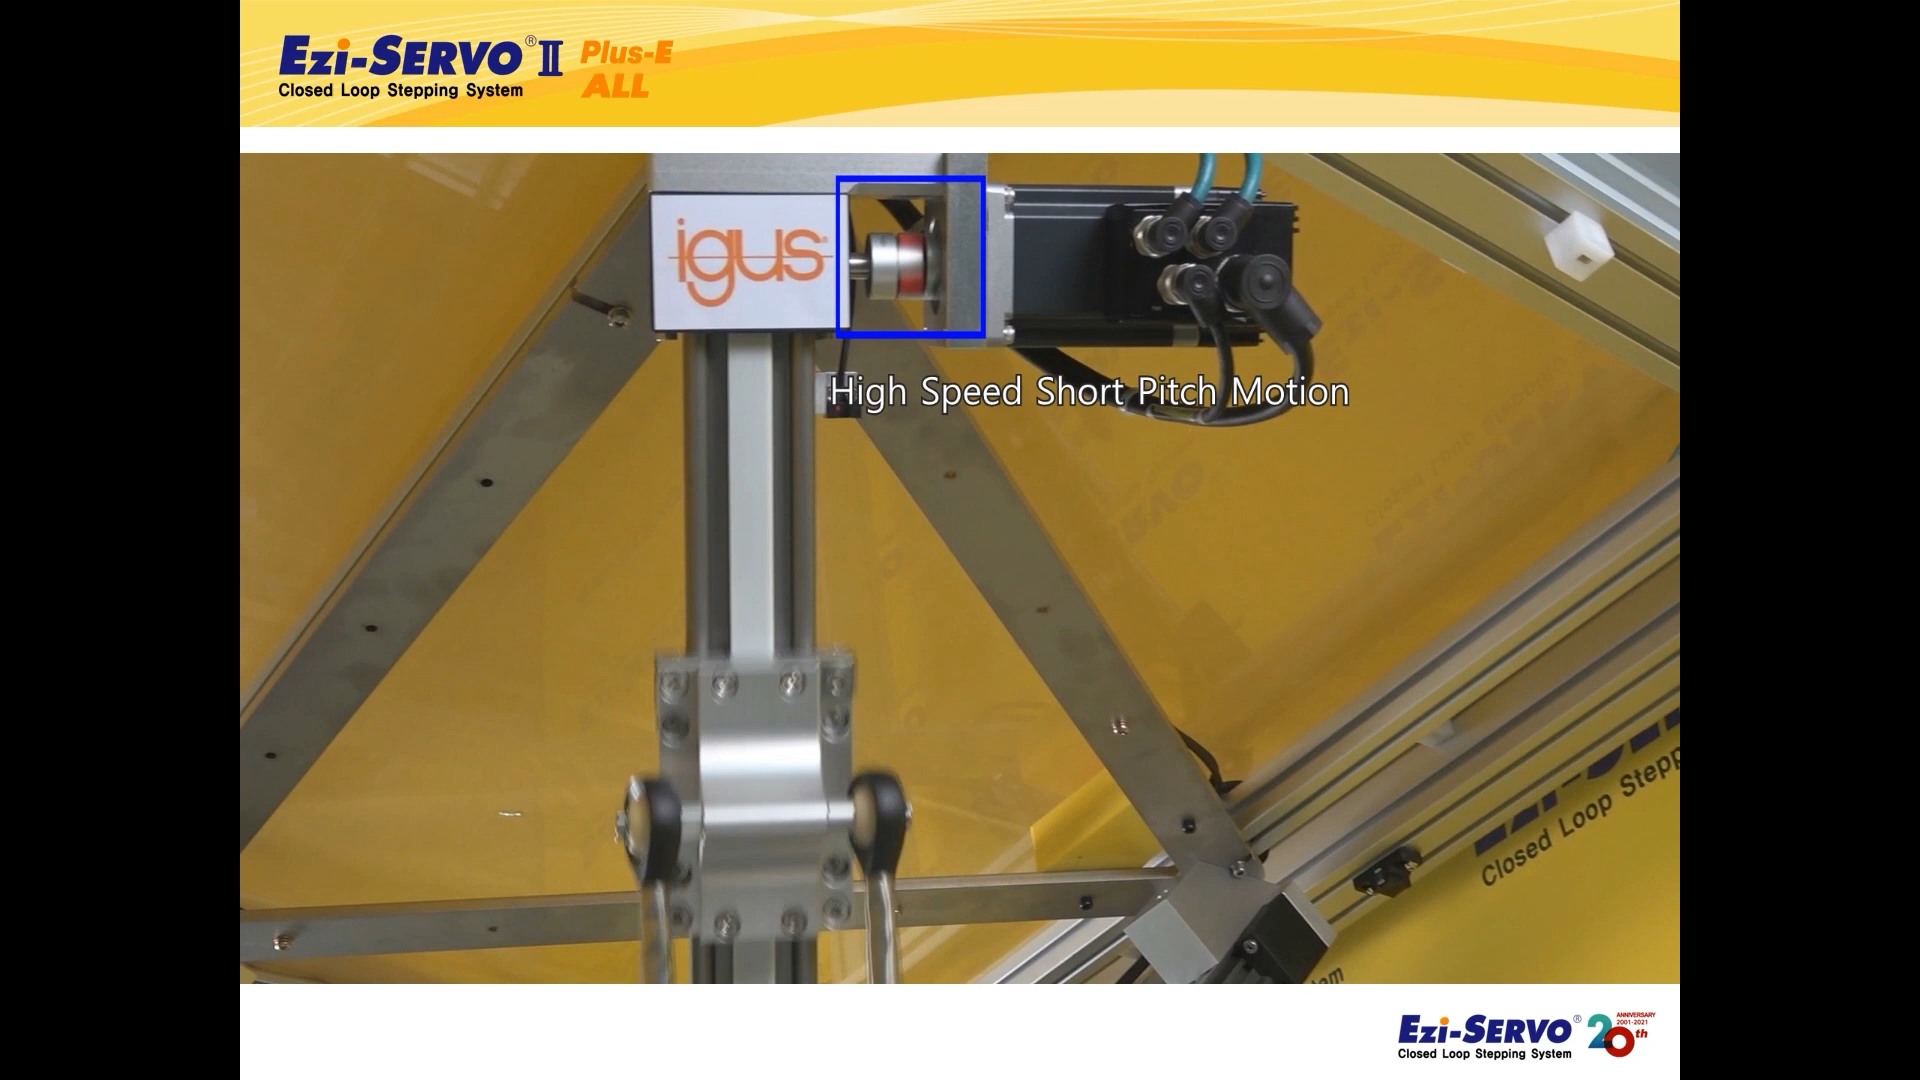 Ezi-SERVO® II Plus-E
Closed Loop Stepping System ALL
igus®
High Speed Short Pitch Motion
Closed Loop Stepp
Ezi-SERVO® 20th
ANNIVERSARY
2001-2021
Closed Loop Stepping System